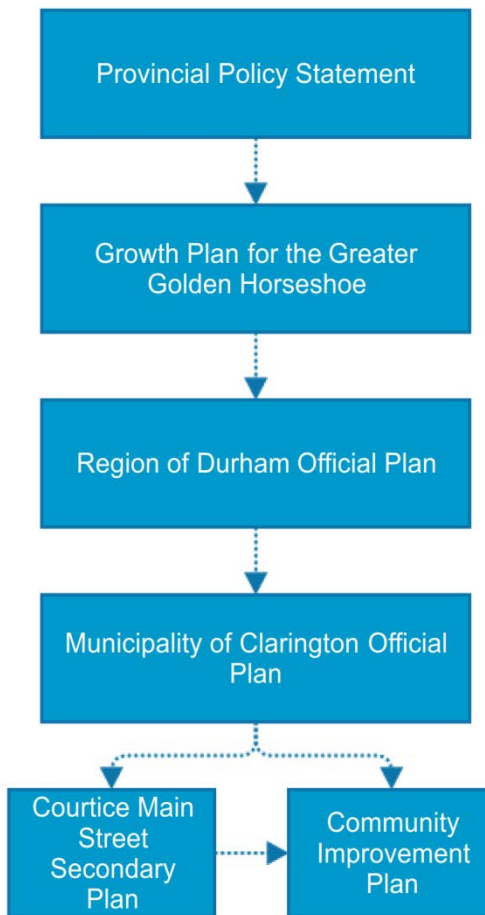 Provincial Policy Statement
Growth Plan for the Greater
Golden Horseshoe
Region of Durham Official Plan
Municipality of Clarington Official
Plan
Courtice Main
Street
Secondary
Plan
Community
Improvement
Plan